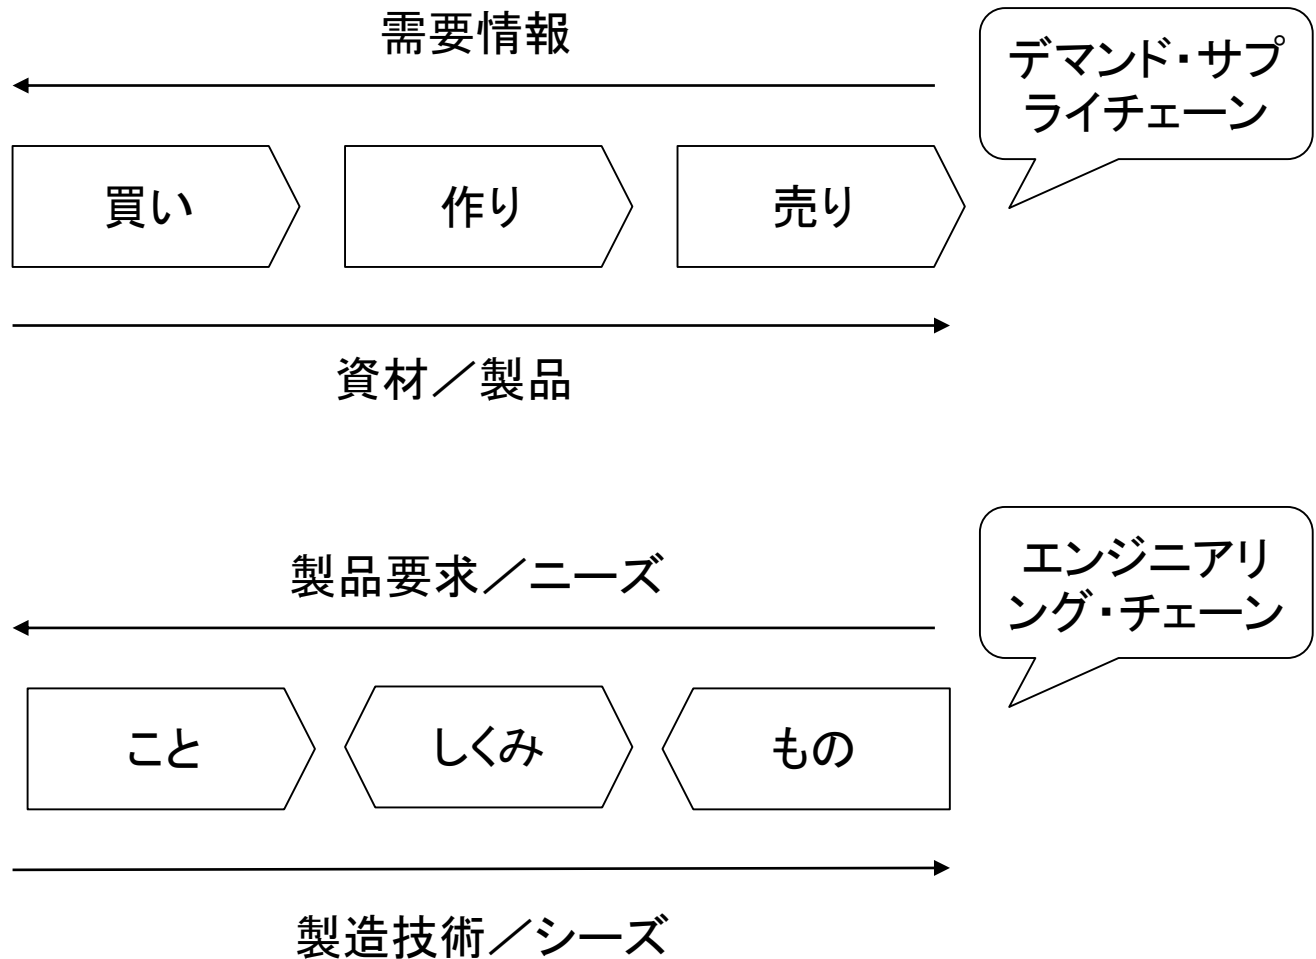 需要情報
デマンド・サプ
ライチェーン
買い
作り
売り
資材／製品
製品要求／ニーズ
エンジニアリ
ング・チェーン
こと
しくみ
もの
製造技術／シーズ